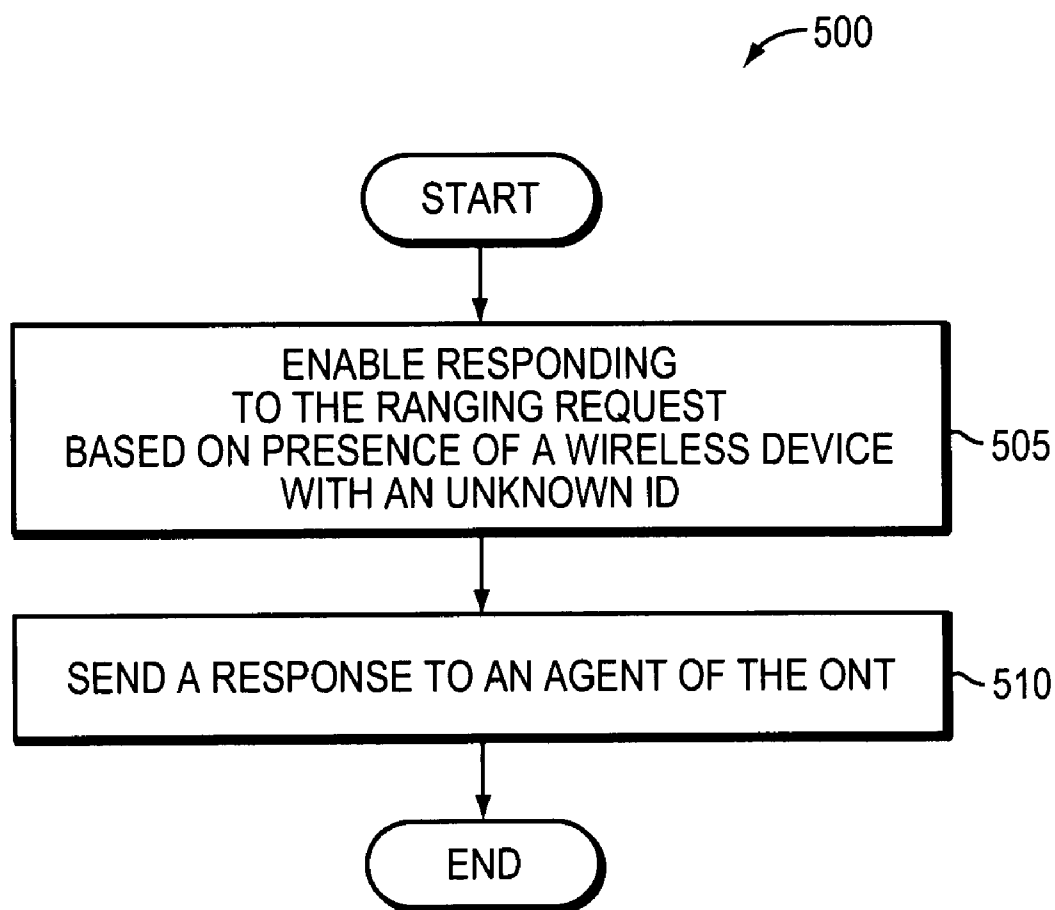 500
START
ENABLE RESPONDING
TO THE RANGING REQUEST
BASED ON PRESENCE OF A WIRELESS DEVICE
WITH AN UNKNOWN ID
505
SEND A RESPONSE TO AN AGENT OF THE ONT
510
END